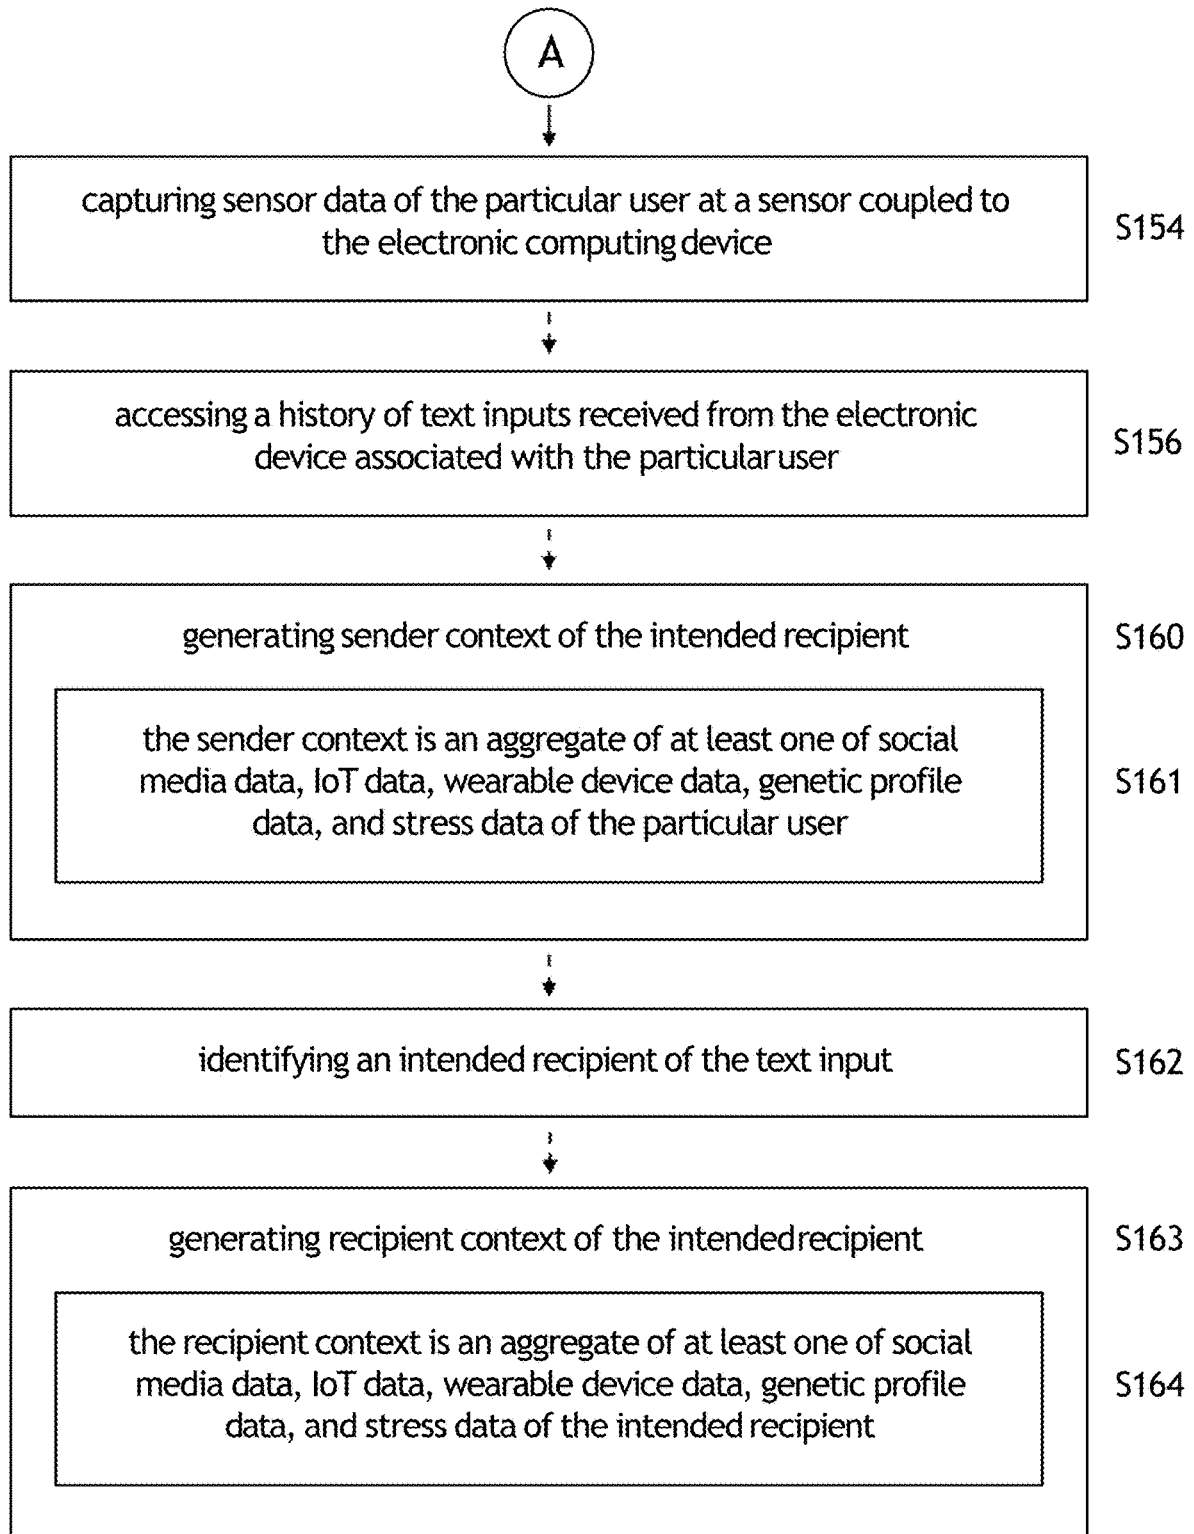 A
capturing sensor data of the particular user at a sensor coupled to
the electronic computing device
S154
accessing a history of text inputs received from the electronic
device associated with the particular user
S156
generating sender context of the intended recipient
S160
the sender context is an aggregate of at least one of social
media data, IoT data, wearable device data, genetic profile
data, and stress data of the particular user
S161
identifying an intended recipient of the text input
S162
generating recipient context of the intended recipient
S163
the recipient context is an aggregate of at least one of social
media data, IoT data, wearable device data, genetic profile
data, and stress data of the intended recipient
S164